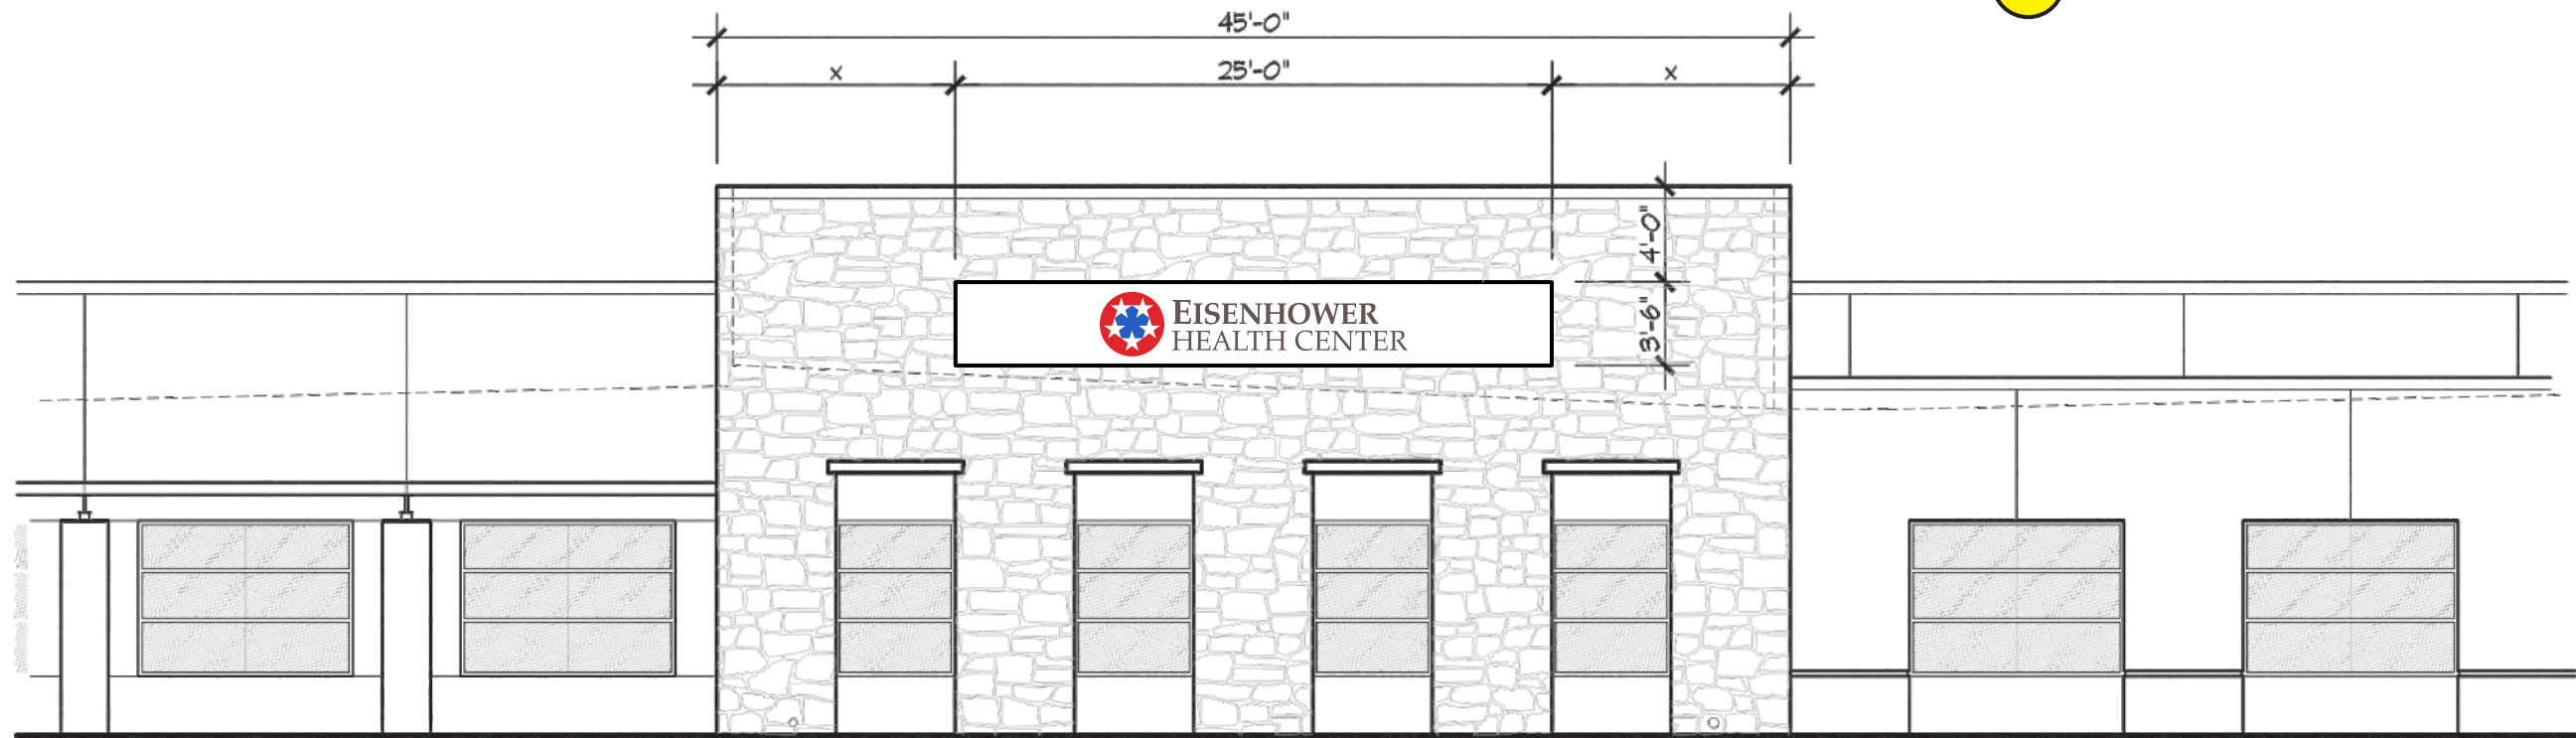 45'-0"
x 25'-0" x
4'-0"
3'-6"
EISENHOWER
HEALTH CENTER